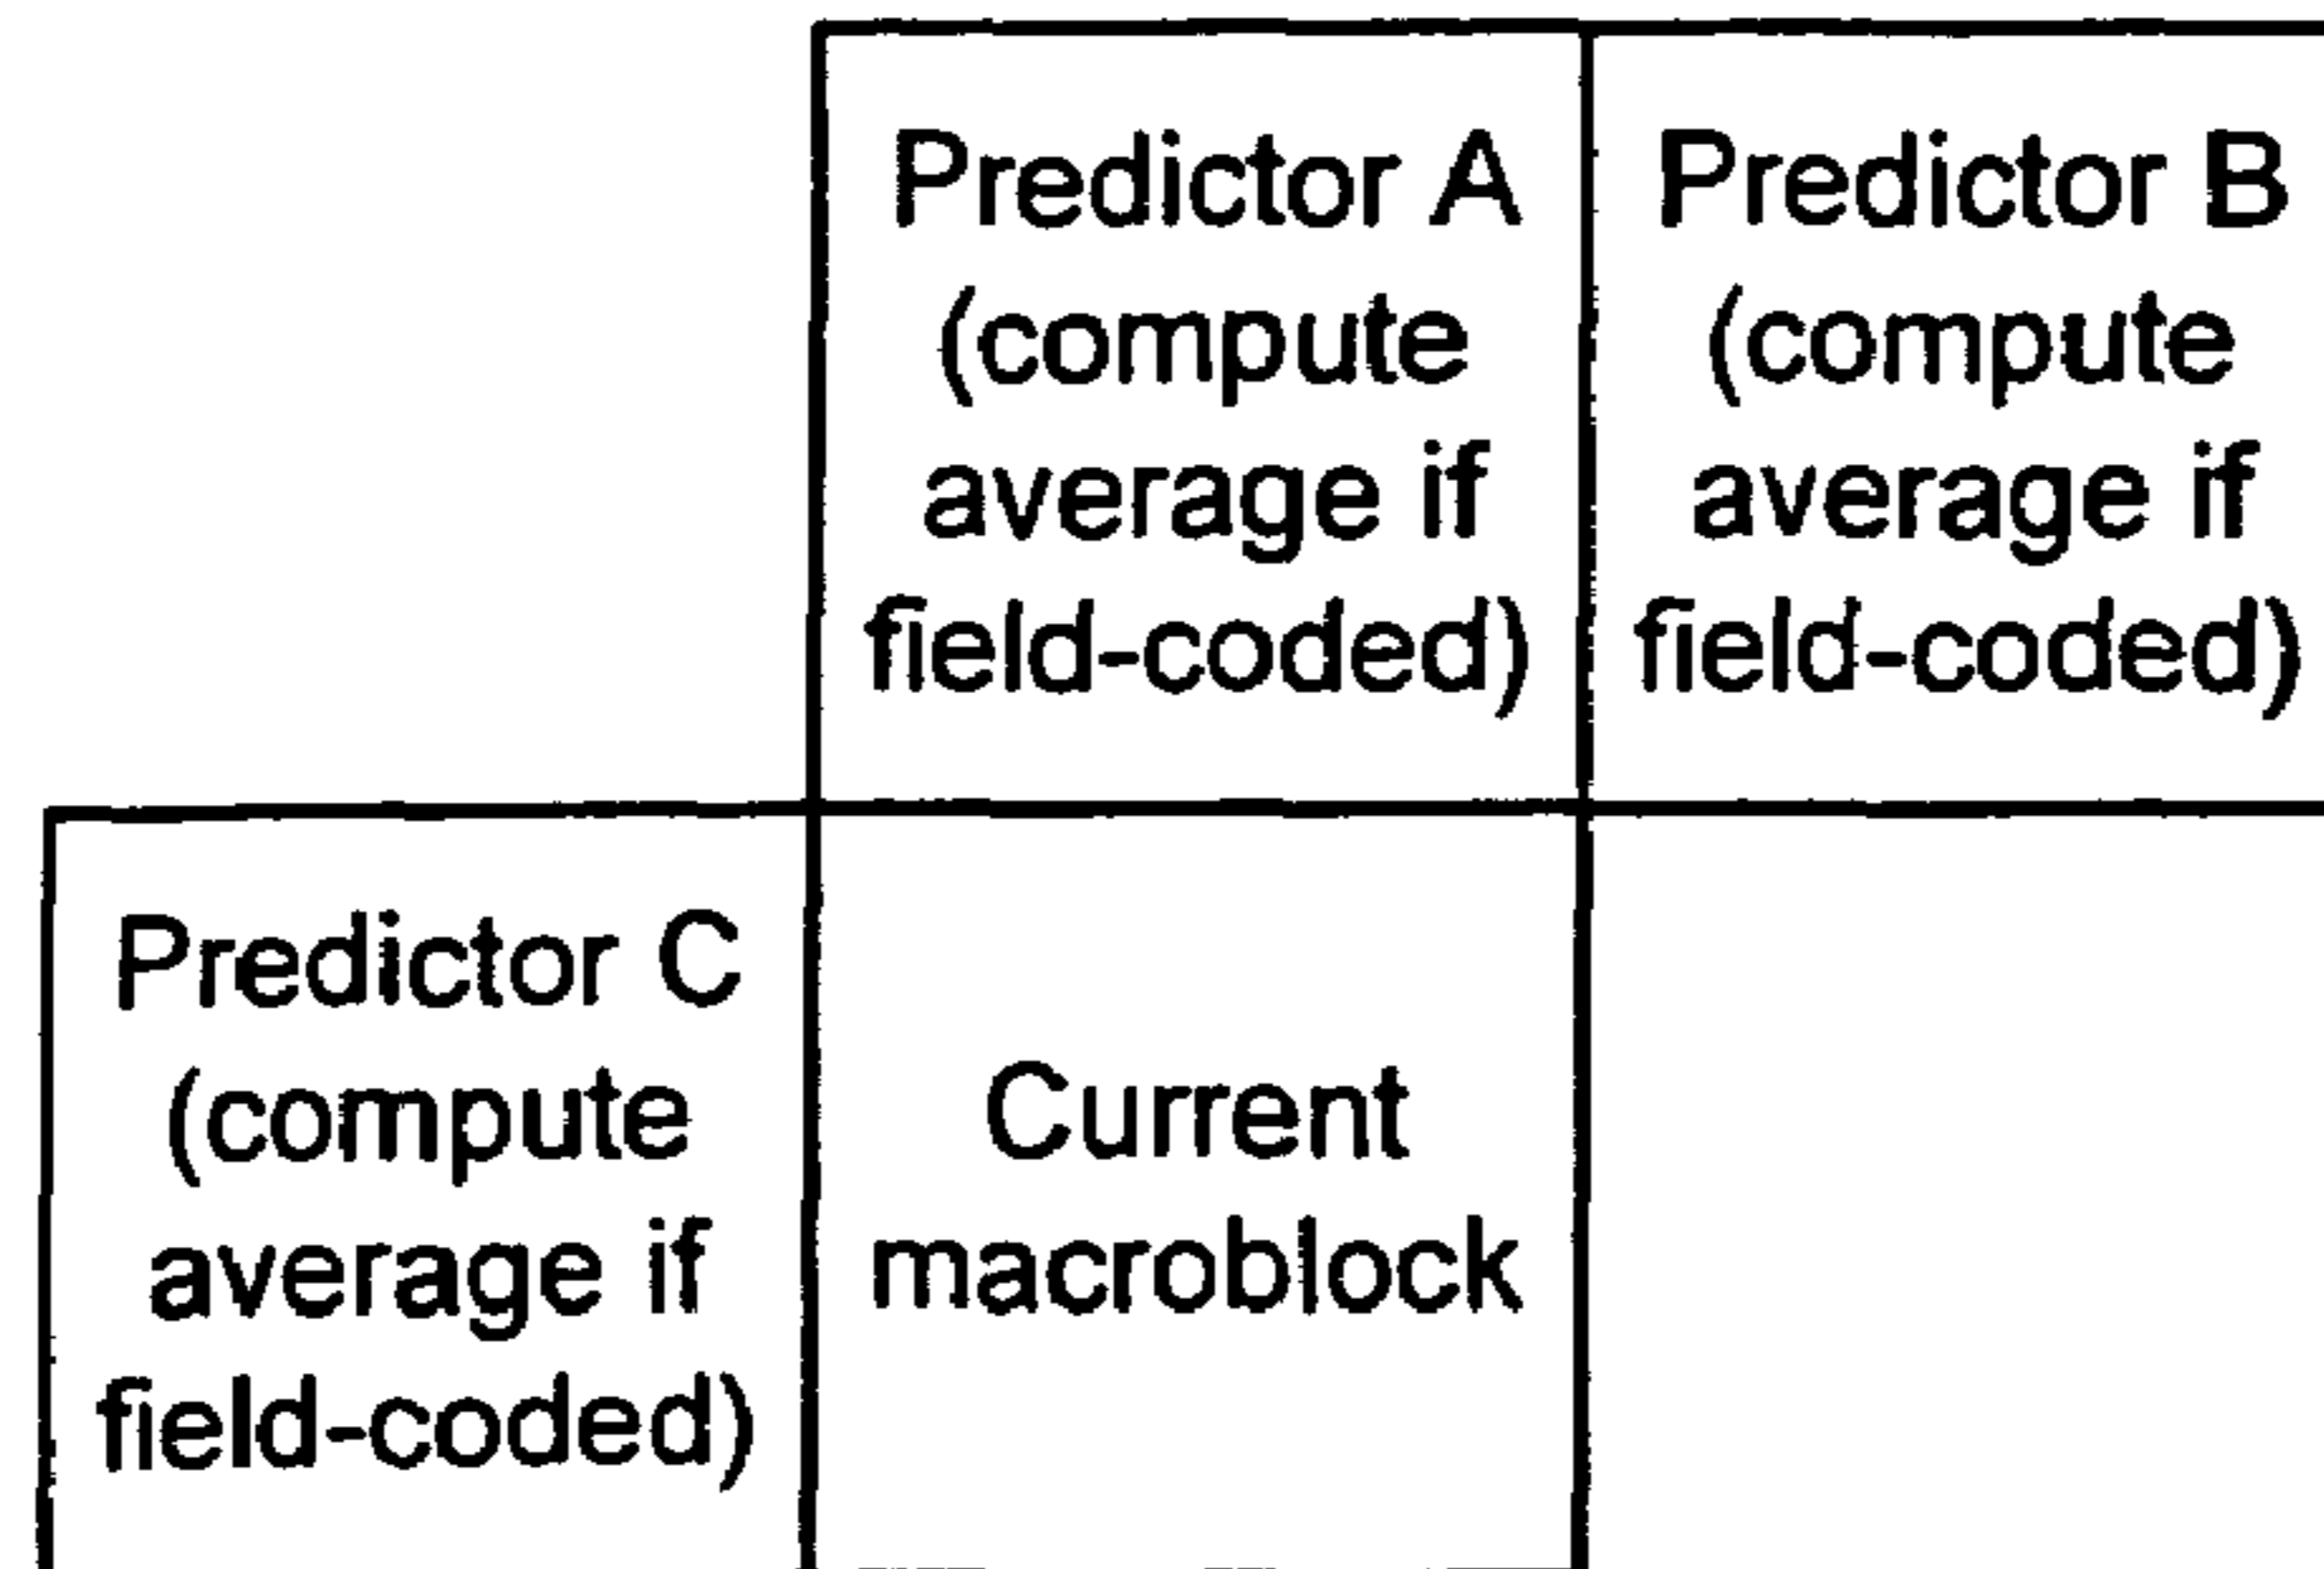 Predictor A
(compute
average if
field-coded)
Predictor B
(compute
average if
field-coded)
Predictor C
(compute
average if
field-coded)
Current
macroblock